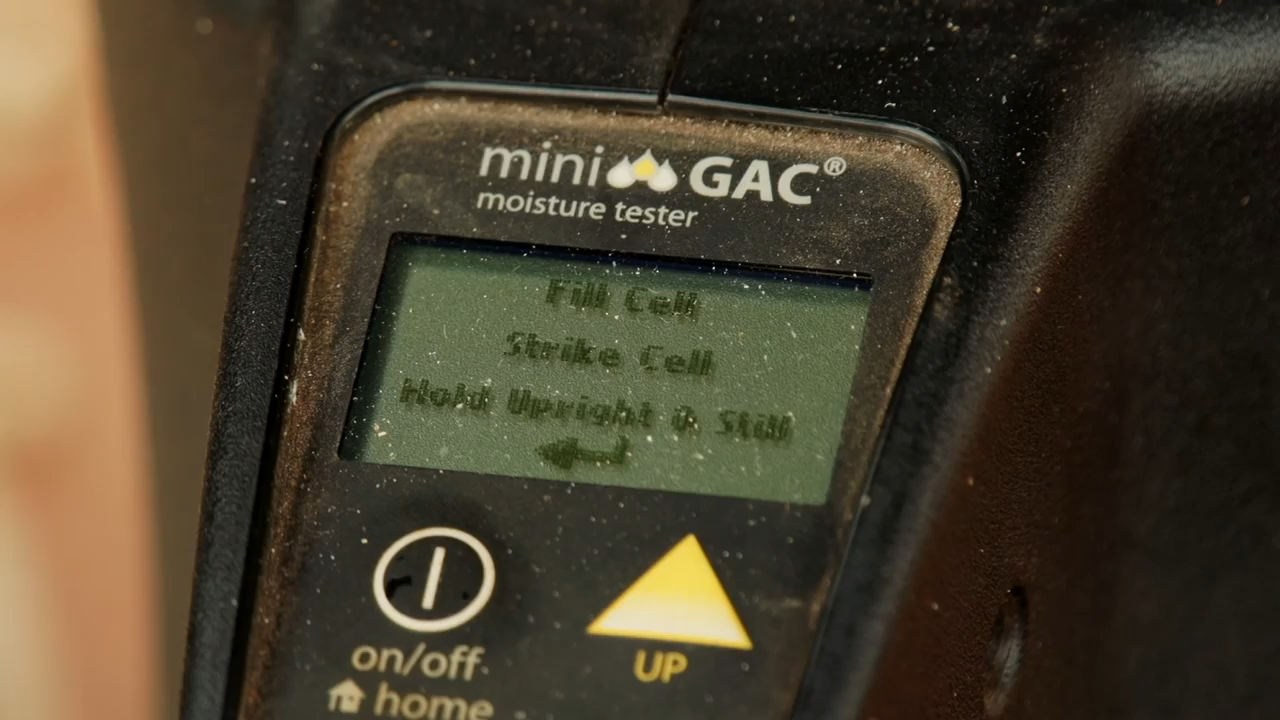 mini GAC®
moisture tester
Fill Cell
Strike Cell
Hold Upright & Still
on/off
UP
home